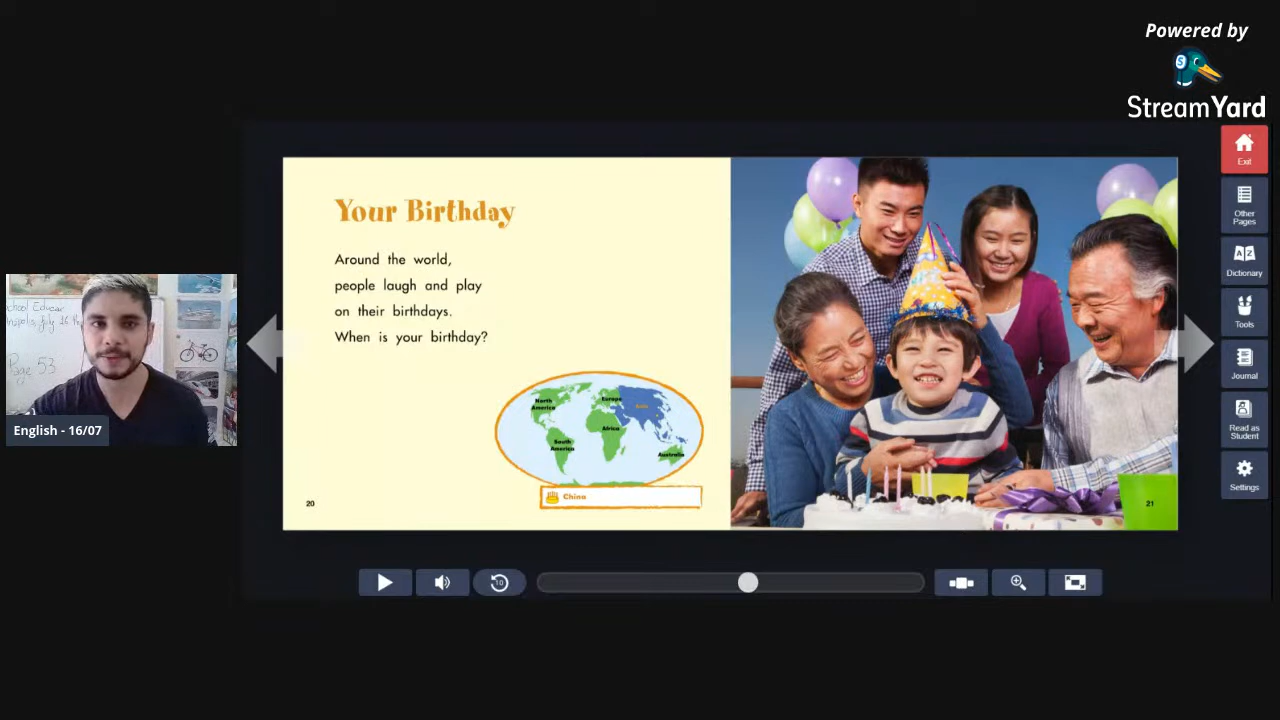 Powered by
StreamYard
Exit
Other
Pages
Dictionary
Tools
Journal
Read as
Student
Settings
Your Birthday
Around the world,
people laugh and play
on their birthdays.
When is your birthday?
North
America
Europe
Asia
Africa
South
America
Australia
China
20
21
Page 53
English - 16/07
10